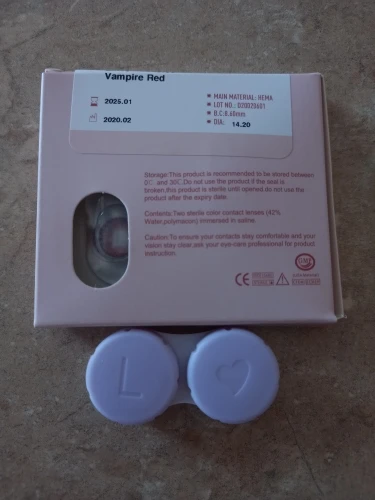 Vampire Red
2025.01
2020.02
MAIN MATERIAL: HEMA
LOT NO.: D20020601
B.C:8.60mm
DIA: 14.20
Storage:This product is recommended to be stored between
0℃ and 30℃.Do not use the product if the seal is
broken,this product is sterile until opened.do not use the
product after the expiry date.
Contents:Two sterile color contact lenses (42%
Water,polymacon) immersed in saline.
Caution:To ensure your contacts stay comfortable and your
vision stay clear,ask your eye-care professional for product
instruction.
CE
L